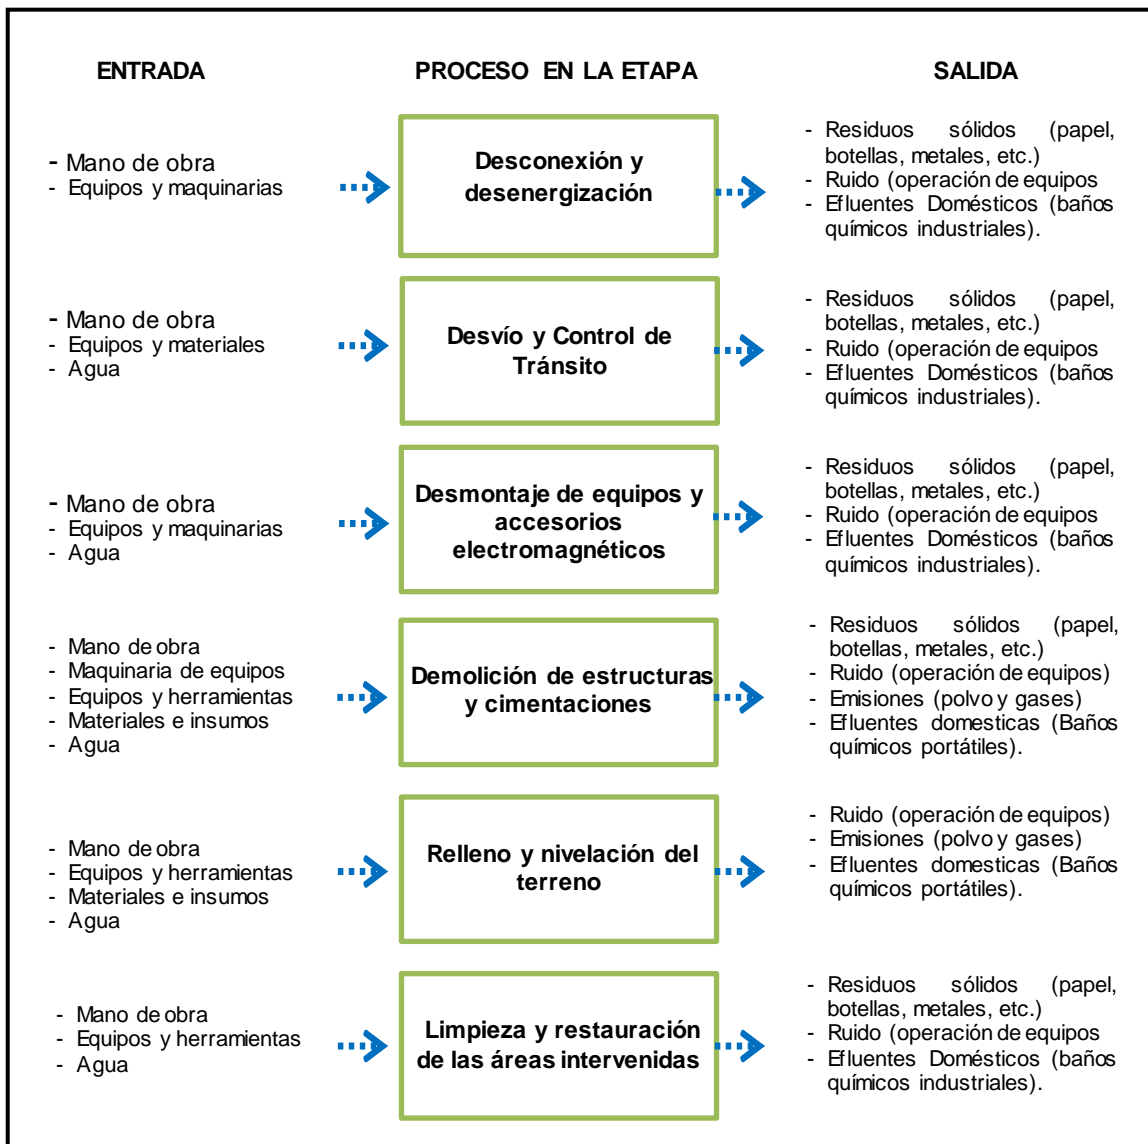 ENTRADA
PROCESO EN LA ETAPA
SALIDA
- Mano de obra
- Equipos y maquinarias
Desconexión y
desenergización
- Residuos sólidos (papel,
botellas, metales, etc.)
- Ruido (operación de equipos
- Efluentes Domésticos (baños
químicos industriales).
- Mano de obra
- Equipos y materiales
- Agua
Desvío y Control de
Tránsito
- Residuos sólidos (papel,
botellas, metales, etc.)
- Ruido (operación de equipos
- Efluentes Domésticos (baños
químicos industriales).
- Mano de obra
- Equipos y maquinarias
- Agua
Desmontaje de equipos y
accesorios
electromagnéticos
- Residuos sólidos (papel,
botellas, metales, etc.)
- Ruido (operación de equipos
- Efluentes Domésticos (baños
químicos industriales).
- Mano de obra
- Maquinaria de equipos
- Equipos y herramientas
- Materiales e insumos
- Agua
Demolición de estructuras
y cimentaciones
- Residuos sólidos (papel,
botellas, metales, etc.)
- Ruido (operación de equipos)
- Emisiones (polvo y gases)
- Efluentes domesticas (Baños
químicos portátiles).
- Mano de obra
- Equipos y herramientas
- Materiales e insumos
- Agua
Relleno y nivelación del
terreno
- Ruido (operación de equipos)
- Emisiones (polvo y gases)
- Efluentes domesticas (Baños
químicos portátiles).
- Mano de obra
- Equipos y herramientas
- Agua
Limpieza y restauración
de las áreas intervenidas
- Residuos sólidos (papel,
botellas, metales, etc.)
- Ruido (operación de equipos
- Efluentes Domésticos (baños
químicos industriales).